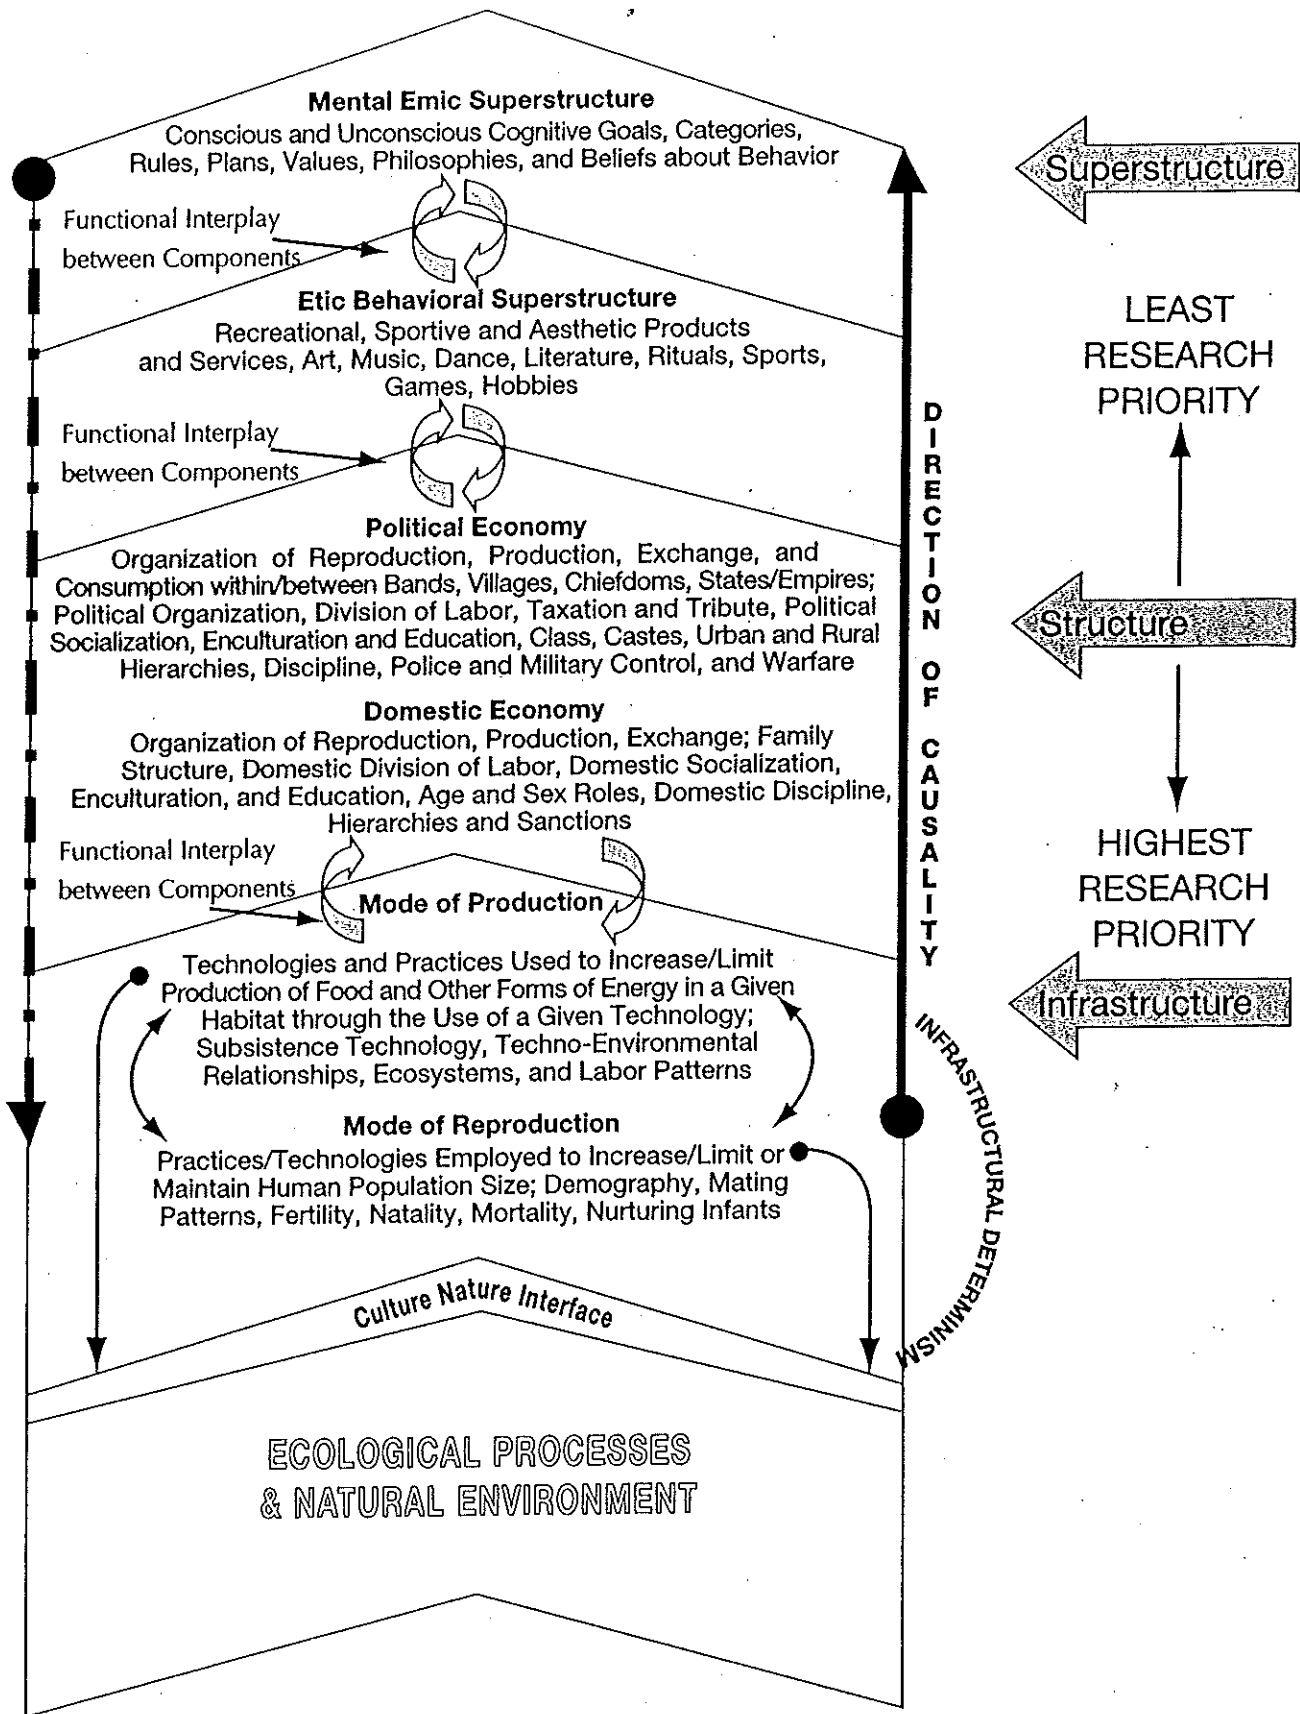 Mental Emic Superstructure
Conscious and Unconscious Cognitive Goals, Categories,
Rules, Plans, Values, Philosophies, and Beliefs about Behavior
Functional Interplay
between Components
Etic Behavioral Superstructure
Recreational, Sportive and Aesthetic Products
and Services, Art, Music, Dance, Literature, Rituals, Sports,
Games, Hobbies
Functional Interplay
between Components
Political Economy
Organization of Reproduction, Production, Exchange, and
Consumption within/between Bands, Villages, Chiefdoms, States/Empires;
Political Organization, Division of Labor, Taxation and Tribute, Political
Socialization, Enculturation and Education, Class, Castes, Urban and Rural
Hierarchies, Discipline, Police and Military Control, and Warfare
Domestic Economy
Organization of Reproduction, Production, Exchange; Family
Structure, Domestic Division of Labor, Domestic Socialization,
Enculturation, and Education, Age and Sex Roles, Domestic Discipline,
Hierarchies and Sanctions
Functional Interplay
between Components
Mode of Production
Technologies and Practices Used to Increase/Limit
Production of Food and Other Forms of Energy in a Given
Habitat through the Use of a Given Technology;
Subsistence Technology, Techno-Environmental
Relationships, Ecosystems, and Labor Patterns
Mode of Reproduction
Practices/Technologies Employed to Increase/Limit or
Maintain Human Population Size; Demography, Mating
Patterns, Fertility, Natality, Mortality, Nurturing Infants
Culture Nature Interface
ECOLOGICAL PROCESSES
& NATURAL ENVIRONMENT
DIRECTION OF CAUSALITY
INFRASTRUCTURAL DETERMINISM
Superstructure
LEAST
RESEARCH
PRIORITY
Structure
HIGHEST
RESEARCH
PRIORITY
Infrastructure